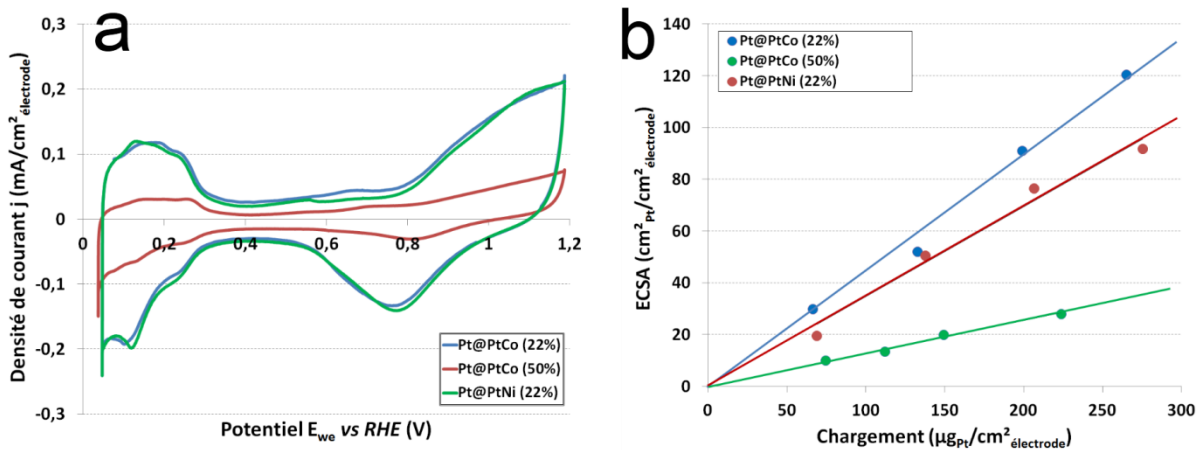 a
0,3
0,2
0,1
0
-0,1
-0,2
-0,3
0 0,2 0,4 0,6 0,8 1 1,2
Densité de courant j (mA/cm²électrode)
Potentiel Ewe vs RHE (V)
Pt@PtCo (22%)
Pt@PtCo (50%)
Pt@PtNi (22%)
b
140
120
100
80
60
40
20
0
0 50 100 150 200 250 300
ECSA (cm²Pt/cm²électrode)
Chargement (µgPt/cm²électrode)
Pt@PtCo (22%)
Pt@PtCo (50%)
Pt@PtNi (22%)